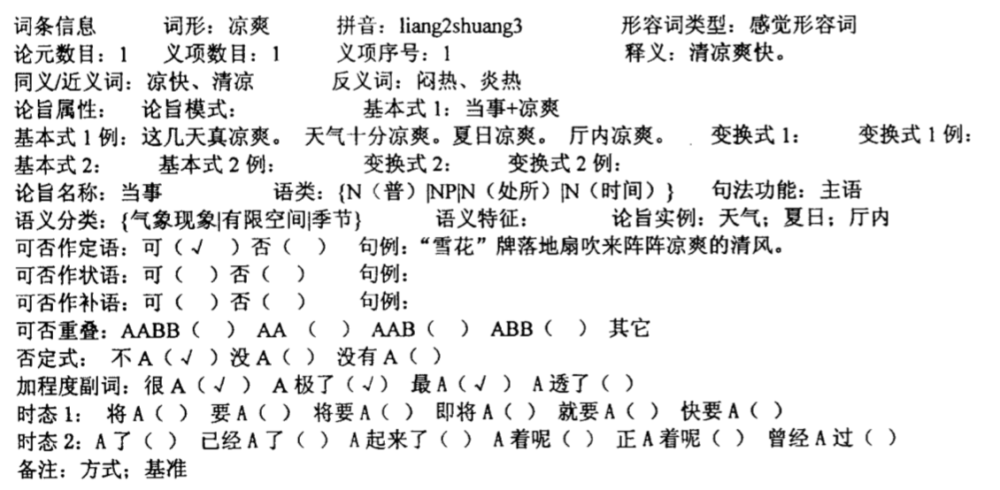 词条信息 词形：凉爽 拼音：liang2shuang3 形容词类型：感觉形容词
论元数目：1 义项数目：1 义项序号：1 释义：清凉爽快。
同义/近义词：凉快、清凉 反义词：闷热、炎热
论旨属性： 论旨模式： 基本式 1：当事+凉爽
基本式 1 例：这几天真凉爽。 天气十分凉爽。夏日凉爽。 厅内凉爽。 变换式 1： 变换式 1 例：
基本式 2： 基本式 2 例： 变换式 2： 变换式 2 例：
论旨名称：当事 语类：{N（普）|NP|N（处所）|N（时间）} 句法功能：主语
语义分类：{气象现象|有限空间|季节} 语义特征： 论旨实例：天气；夏日；厅内
可否作定语：可（√ ）否（ ） 句例：“雪花”牌落地扇吹来阵阵凉爽的清风。
可否作状语：可（ ）否（ ） 句例：
可否作补语：可（ ）否（ ） 句例：
可否重叠：AABB（ ） AA （ ） AAB（ ） ABB（ ） 其它
否定式： 不 A（√ ）没 A（ ） 没有 A（ ）
加程度副词：很 A（√ ） A 极了（√） 最 A（√ ） A 透了（ ）
时态 1： 将 A（ ） 要 A（ ） 将要 A（ ） 即将 A（ ） 就要 A（ ） 快要 A（ ）
时态 2：A 了（ ） 已经 A 了（ ） A 起来了（ ） A 着呢（ ） 正 A 着呢（ ） 曾经 A 过（ ）
备注：方式；基准